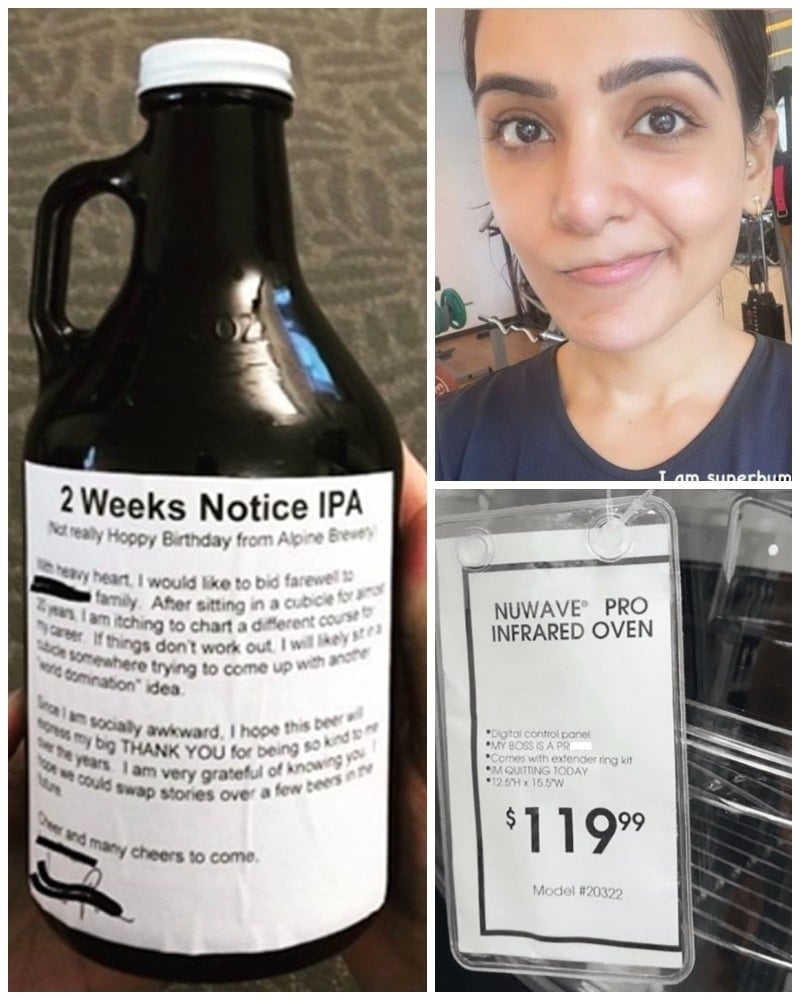 OZ
2 Weeks Notice IPA
(Not really Hoppy Birthday from Alpine Brewery)
With heavy heart, I would like to bid farewell to
family. After sitting in a cubicle for almost
20 years, I am itching to chart a different course for
my career. If things don't work out, I will likely sit in a
cubicle somewhere trying to come up with another
"world domination" idea.
Since I am socially awkward, I hope this beer will
express my big THANK YOU for being so kind to me
over the years. I am very grateful of knowing you. I
hope we could swap stories over a few beers in the
future.
Cheer and many cheers to come.
I am superhum
NUWAVE® PRO
INFRARED OVEN
•Digital control panel
•MY BOSS IS A PR
•Comes with extender ring kit
•IM QUITTING TODAY
•12.5"H x 15.5"W
$119⁹⁹
Model #20322